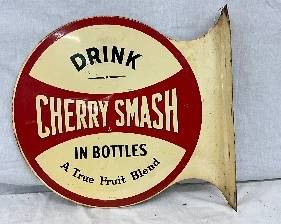 DRINK
CHERRY SMASH
IN BOTTLES
A True Fruit Blend